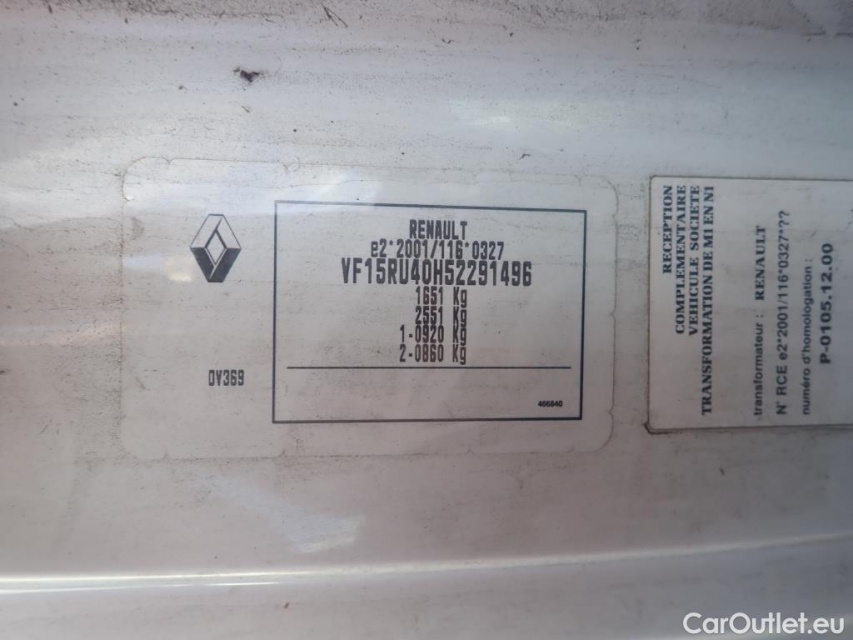 RENAULT
e2*2001/116*0327
VF15RU40H52291496
1651 Kg
2551 Kg
1-0920 Kg
2-0860 Kg
0V369
466840
RECEPTION
COMPLEMENTAIRE
VEHICULE SOCIETE
TRANSFORMATION DE M1 EN N1
transformateur : RENAULT
N° RCE e2*2001/116*0327*??
numéro d'homologation :
P-0105.12.00
CarOutlet.eu